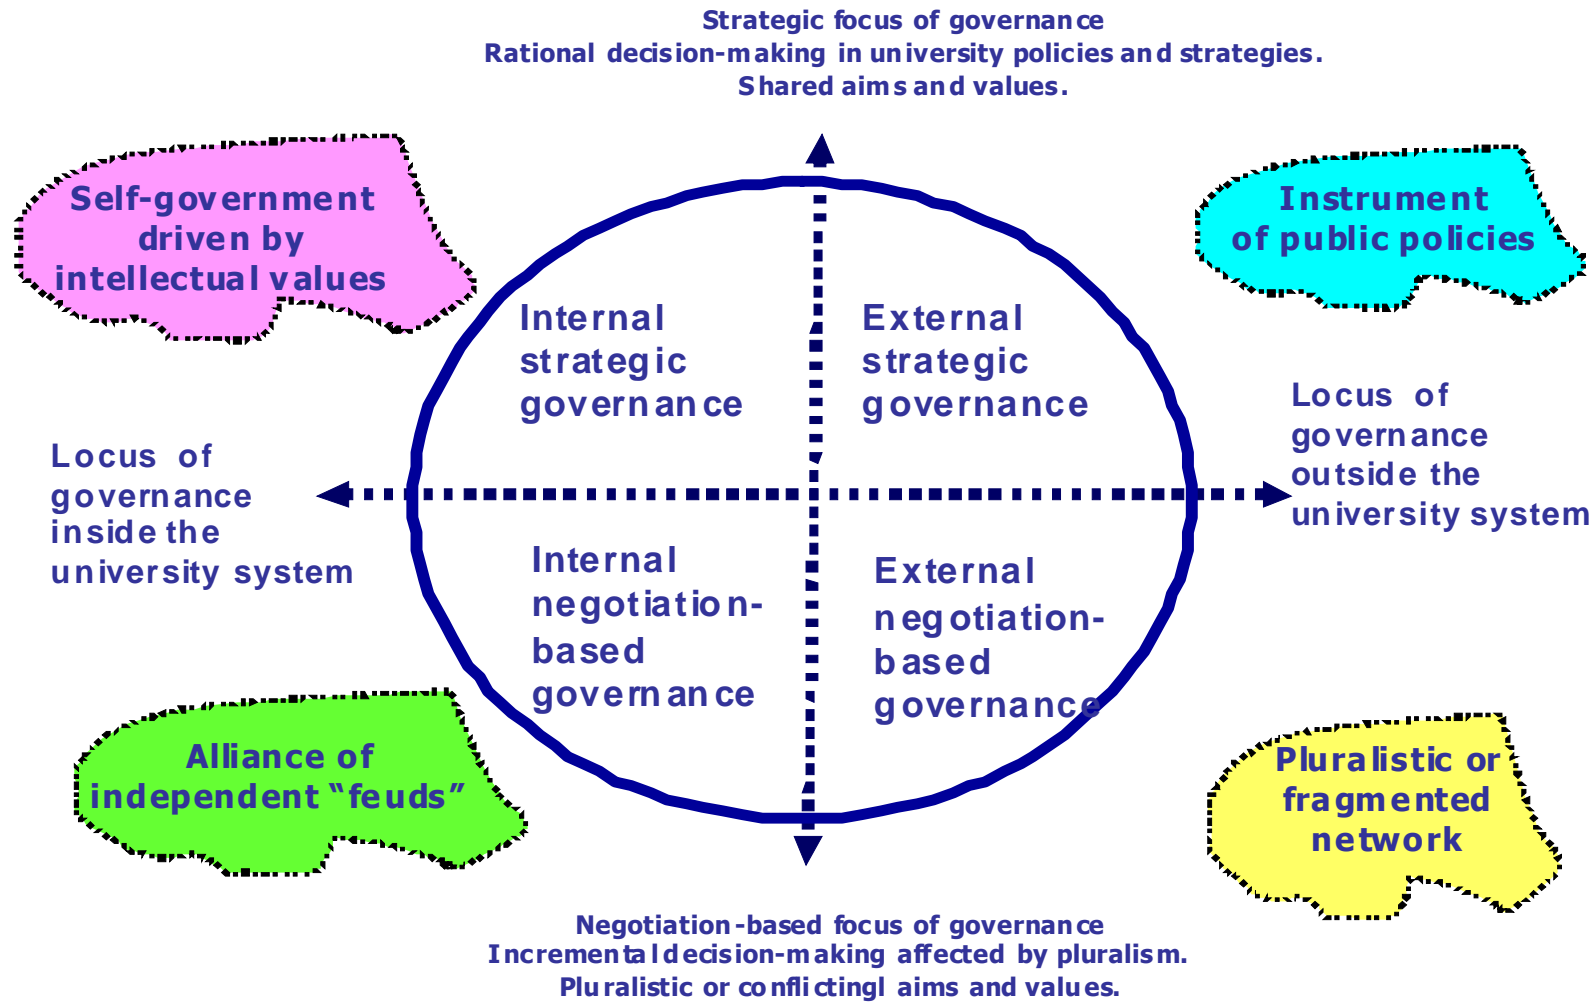 Strategic focus of governance
Rational decision-making in university policies and strategies.
Shared aims and values.
Self-government
driven by
intellectual values
Instrument
of public policies
Internal
strategic
governance
External
strategic
governance
Locus of
governance
inside the
university system
Locus of
governance
outside the
university system
Internal
negotiation-
based
governance
External
negotiation-
based
governance
Alliance of
independent “feuds”
Pluralistic or
fragmented
network
Negotiation-based focus of governance
Incremental decision-making affected by pluralism.
Pluralistic or conflictingl aims and values.